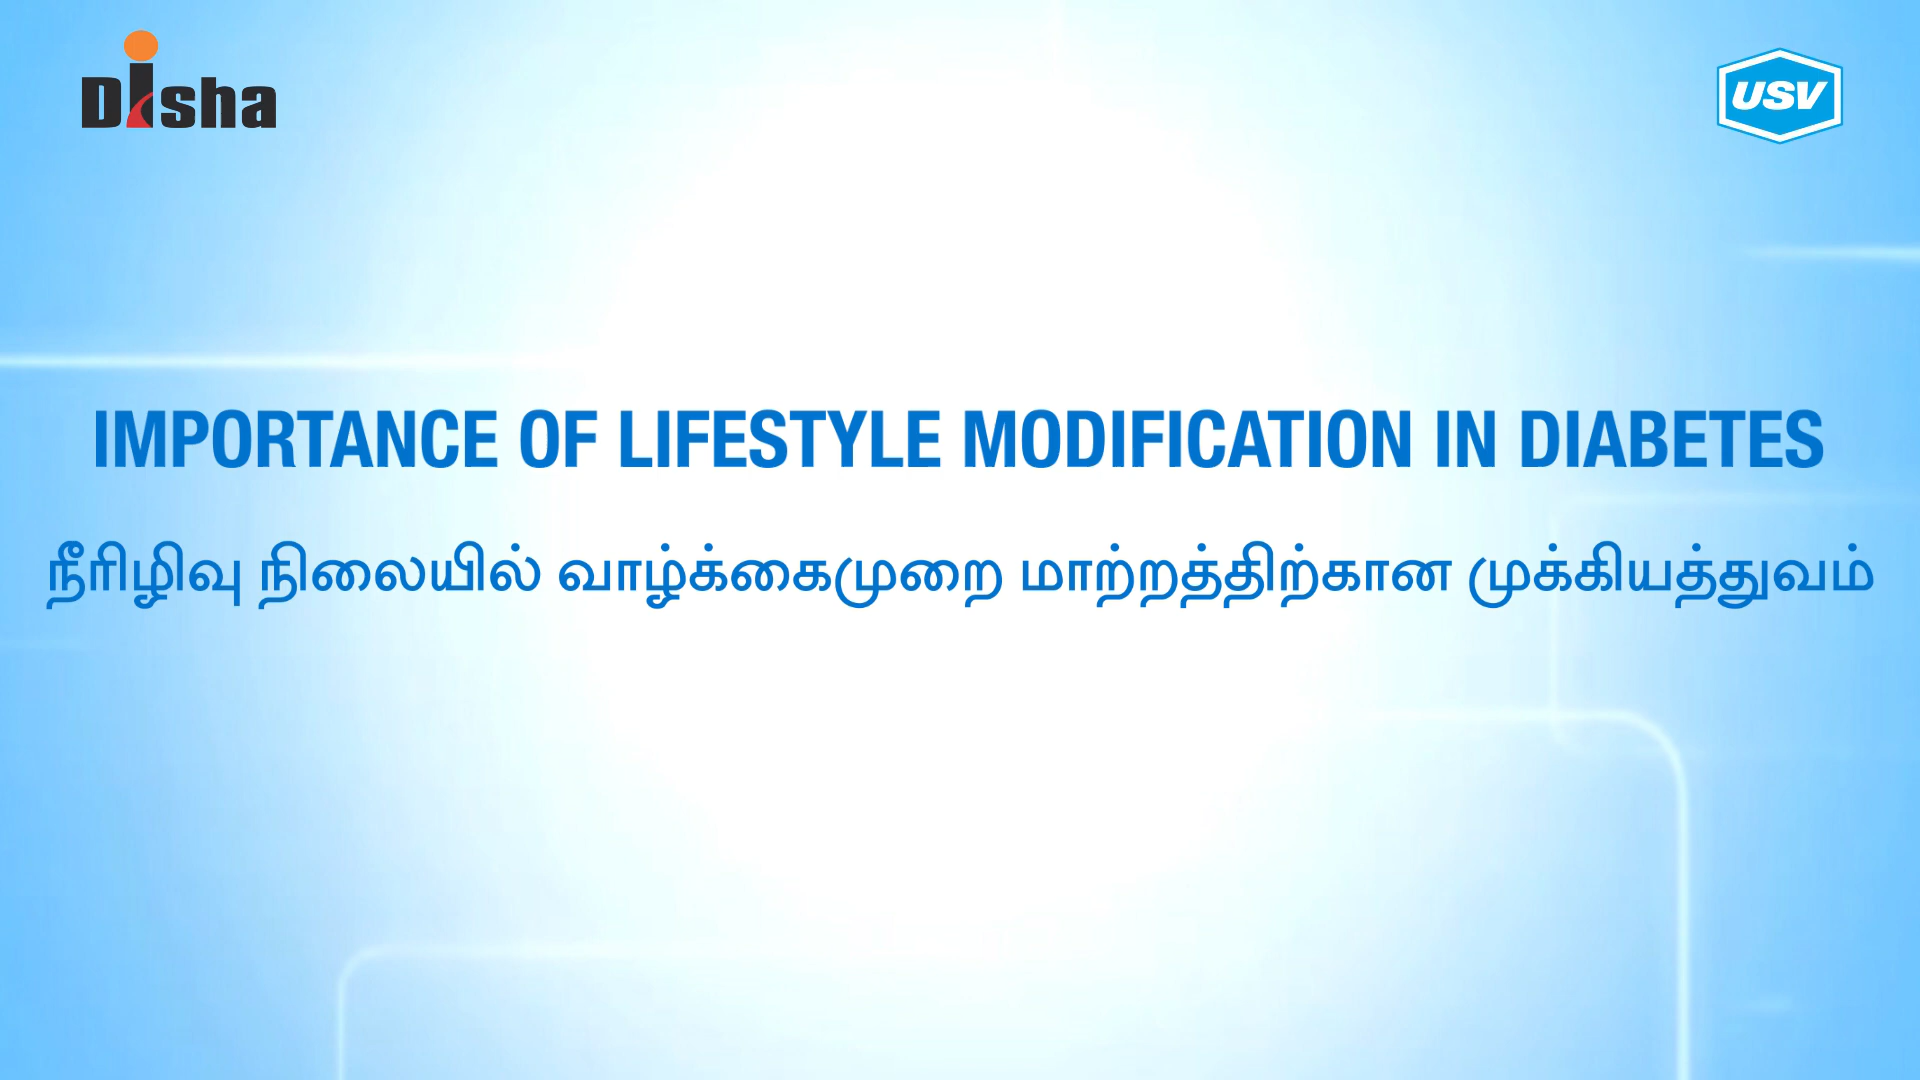 Disha
USV
IMPORTANCE OF LIFESTYLE MODIFICATION IN DIABETES
நீரிழிவு நிலையில் வாழ்க்கைமுறை மாற்றத்திற்கான முக்கியத்துவம்